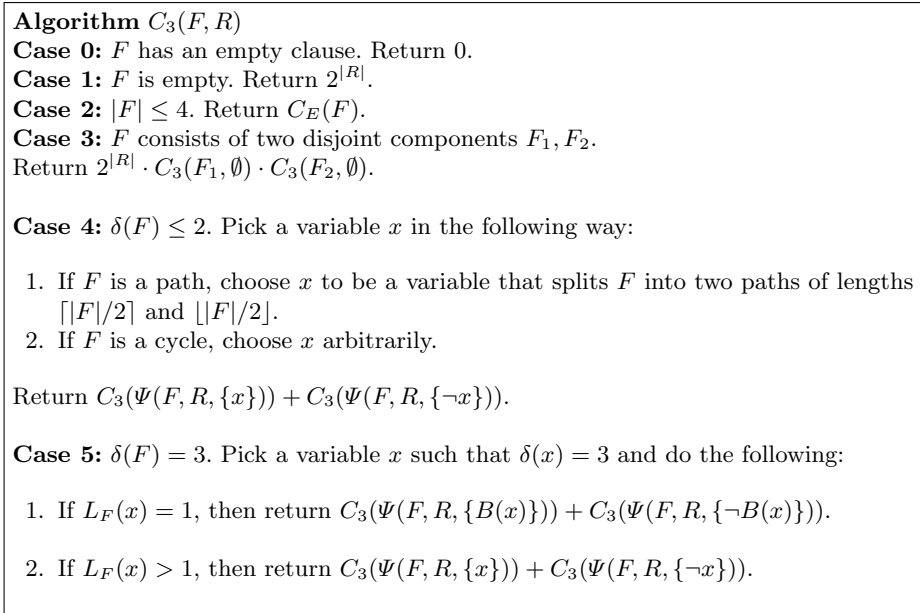 Algorithm C₃(F, R)
Case 0: F has an empty clause. Return 0.
Case 1: F is empty. Return 2^{|R|}.
Case 2: |F| ≤ 4. Return C_E(F).
Case 3: F consists of two disjoint components F₁, F₂.
Return 2^{|R|} · C₃(F₁, ∅) · C₃(F₂, ∅).
Case 4: δ(F) ≤ 2. Pick a variable x in the following way:
1. If F is a path, choose x to be a variable that splits F into two paths of lengths
⌈|F|/2⌉ and ⌊|F|/2⌋.
2. If F is a cycle, choose x arbitrarily.
Return C₃(Ψ(F, R, {x})) + C₃(Ψ(F, R, {¬x})).
Case 5: δ(F) = 3. Pick a variable x such that δ(x) = 3 and do the following:
1. If L_F(x) = 1, then return C₃(Ψ(F, R, {B(x)})) + C₃(Ψ(F, R, {¬B(x)})).
2. If L_F(x) > 1, then return C₃(Ψ(F, R, {x})) + C₃(Ψ(F, R, {¬x})).